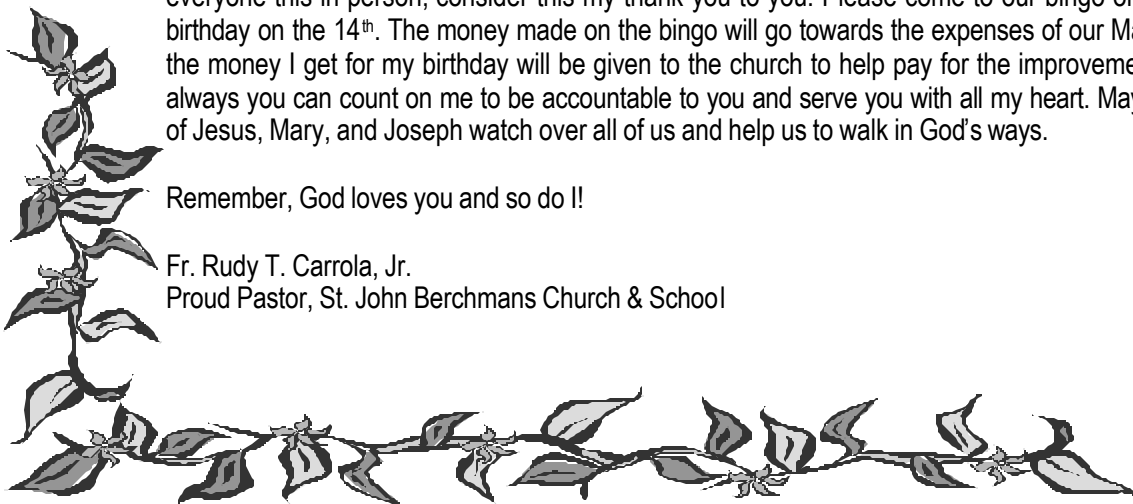 everyone this in person, consider this my thank you to you. Please come to our bingo on
birthday on the 14th. The money made on the bingo will go towards the expenses of our
the money I get for my birthday will be given to the church to help pay for the
always you can count on me to be accountable to you and serve you with all my heart.
of Jesus, Mary, and Joseph watch over all of us and help us to walk in God's ways.
Remember, God loves you and so do I!
Fr. Rudy T. Carrola, Jr.
Proud Pastor, St. John Berchmans Church & School